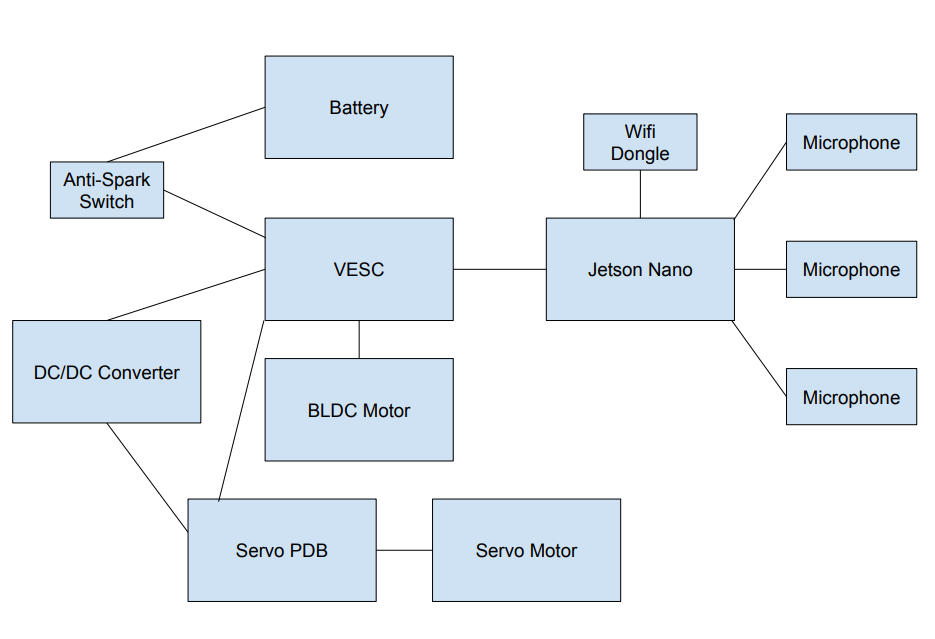 Battery
Wifi
Dongle
Microphone
Anti-Spark
Switch
VESC
Jetson Nano
Microphone
DC/DC Converter
BLDC Motor
Microphone
Servo PDB
Servo Motor